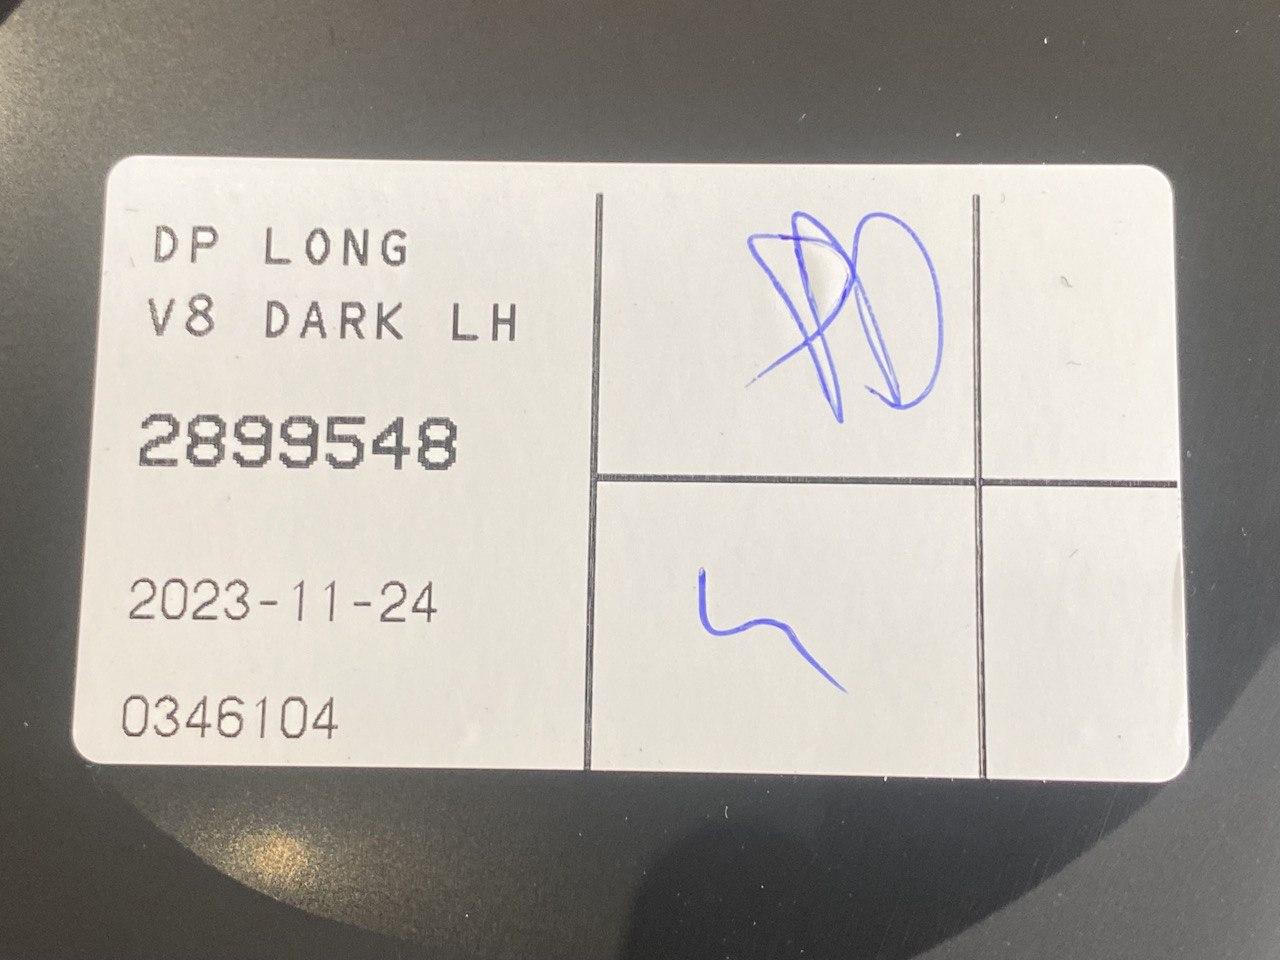 DP LONG
V8 DARK LH
2899548
2023-11-24
0346104